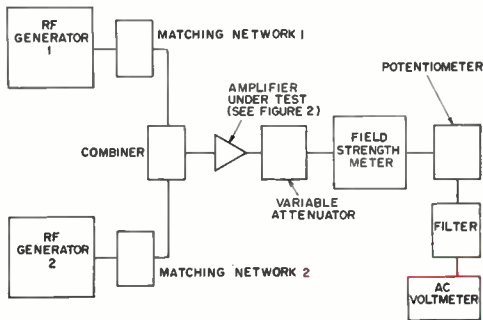 RF
GENERATOR
1
MATCHING NETWORK 1
POTENTIOMETER
AMPLIFIER
UNDER TEST
(SEE FIGURE 2)
COMBINER
FIELD
STRENGTH
METER
VARIABLE
ATTENUATOR
RF
GENERATOR
2
MATCHING NETWORK 2
FILTER
AC
VOLTMETER